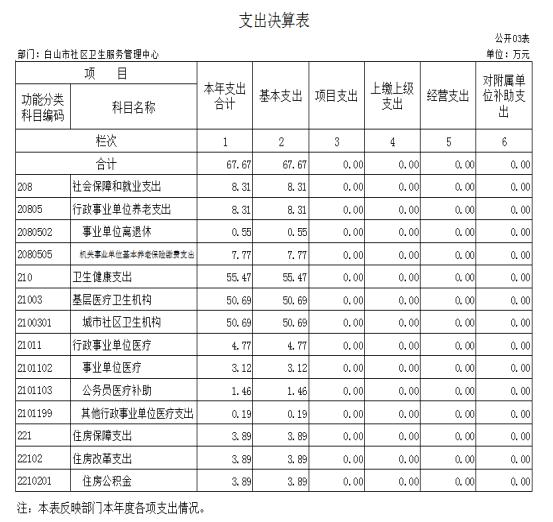 支出决算表
公开03表
部门：白山市社区卫生服务管理中心 单位：万元
项 目 本年支出合计 基本支出 项目支出 上缴上级支出 经营支出 对附属单位补助支出
功能分类科目编码 科目名称
栏次 1 2 3 4 5 6
合计 67.67 67.67 0.00 0.00 0.00 0.00
208 社会保障和就业支出 8.31 8.31 0.00 0.00 0.00 0.00
20805 行政事业单位养老支出 8.31 8.31 0.00 0.00 0.00 0.00
2080502 事业单位离退休 0.55 0.55 0.00 0.00 0.00 0.00
2080505 机关事业单位基本养老保险缴费支出 7.77 7.77 0.00 0.00 0.00 0.00
210 卫生健康支出 55.47 55.47 0.00 0.00 0.00 0.00
21003 基层医疗卫生机构 50.69 50.69 0.00 0.00 0.00 0.00
2100301 城市社区卫生机构 50.69 50.69 0.00 0.00 0.00 0.00
21011 行政事业单位医疗 4.77 4.77 0.00 0.00 0.00 0.00
2101102 事业单位医疗 3.12 3.12 0.00 0.00 0.00 0.00
2101103 公务员医疗补助 1.46 1.46 0.00 0.00 0.00 0.00
2101199 其他行政事业单位医疗支出 0.19 0.19 0.00 0.00 0.00 0.00
221 住房保障支出 3.89 3.89 0.00 0.00 0.00 0.00
22102 住房改革支出 3.89 3.89 0.00 0.00 0.00 0.00
2210201 住房公积金 3.89 3.89 0.00 0.00 0.00 0.00
注：本表反映部门本年度各项支出情况。